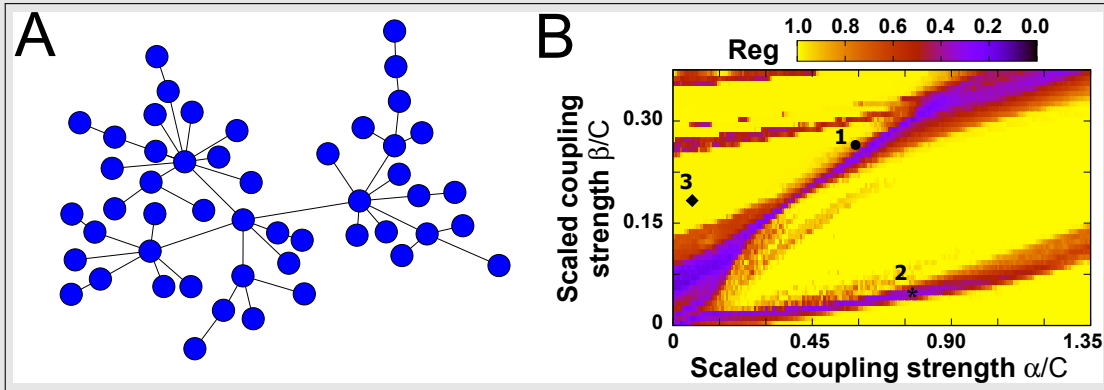 A
B
Reg
1.0 0.8 0.6 0.4 0.2 0.0
Scaled coupling
strength β/C
0.30
0.15
0
1
3
2
*
0 0.45 0.90 1.35
Scaled coupling strength α/C